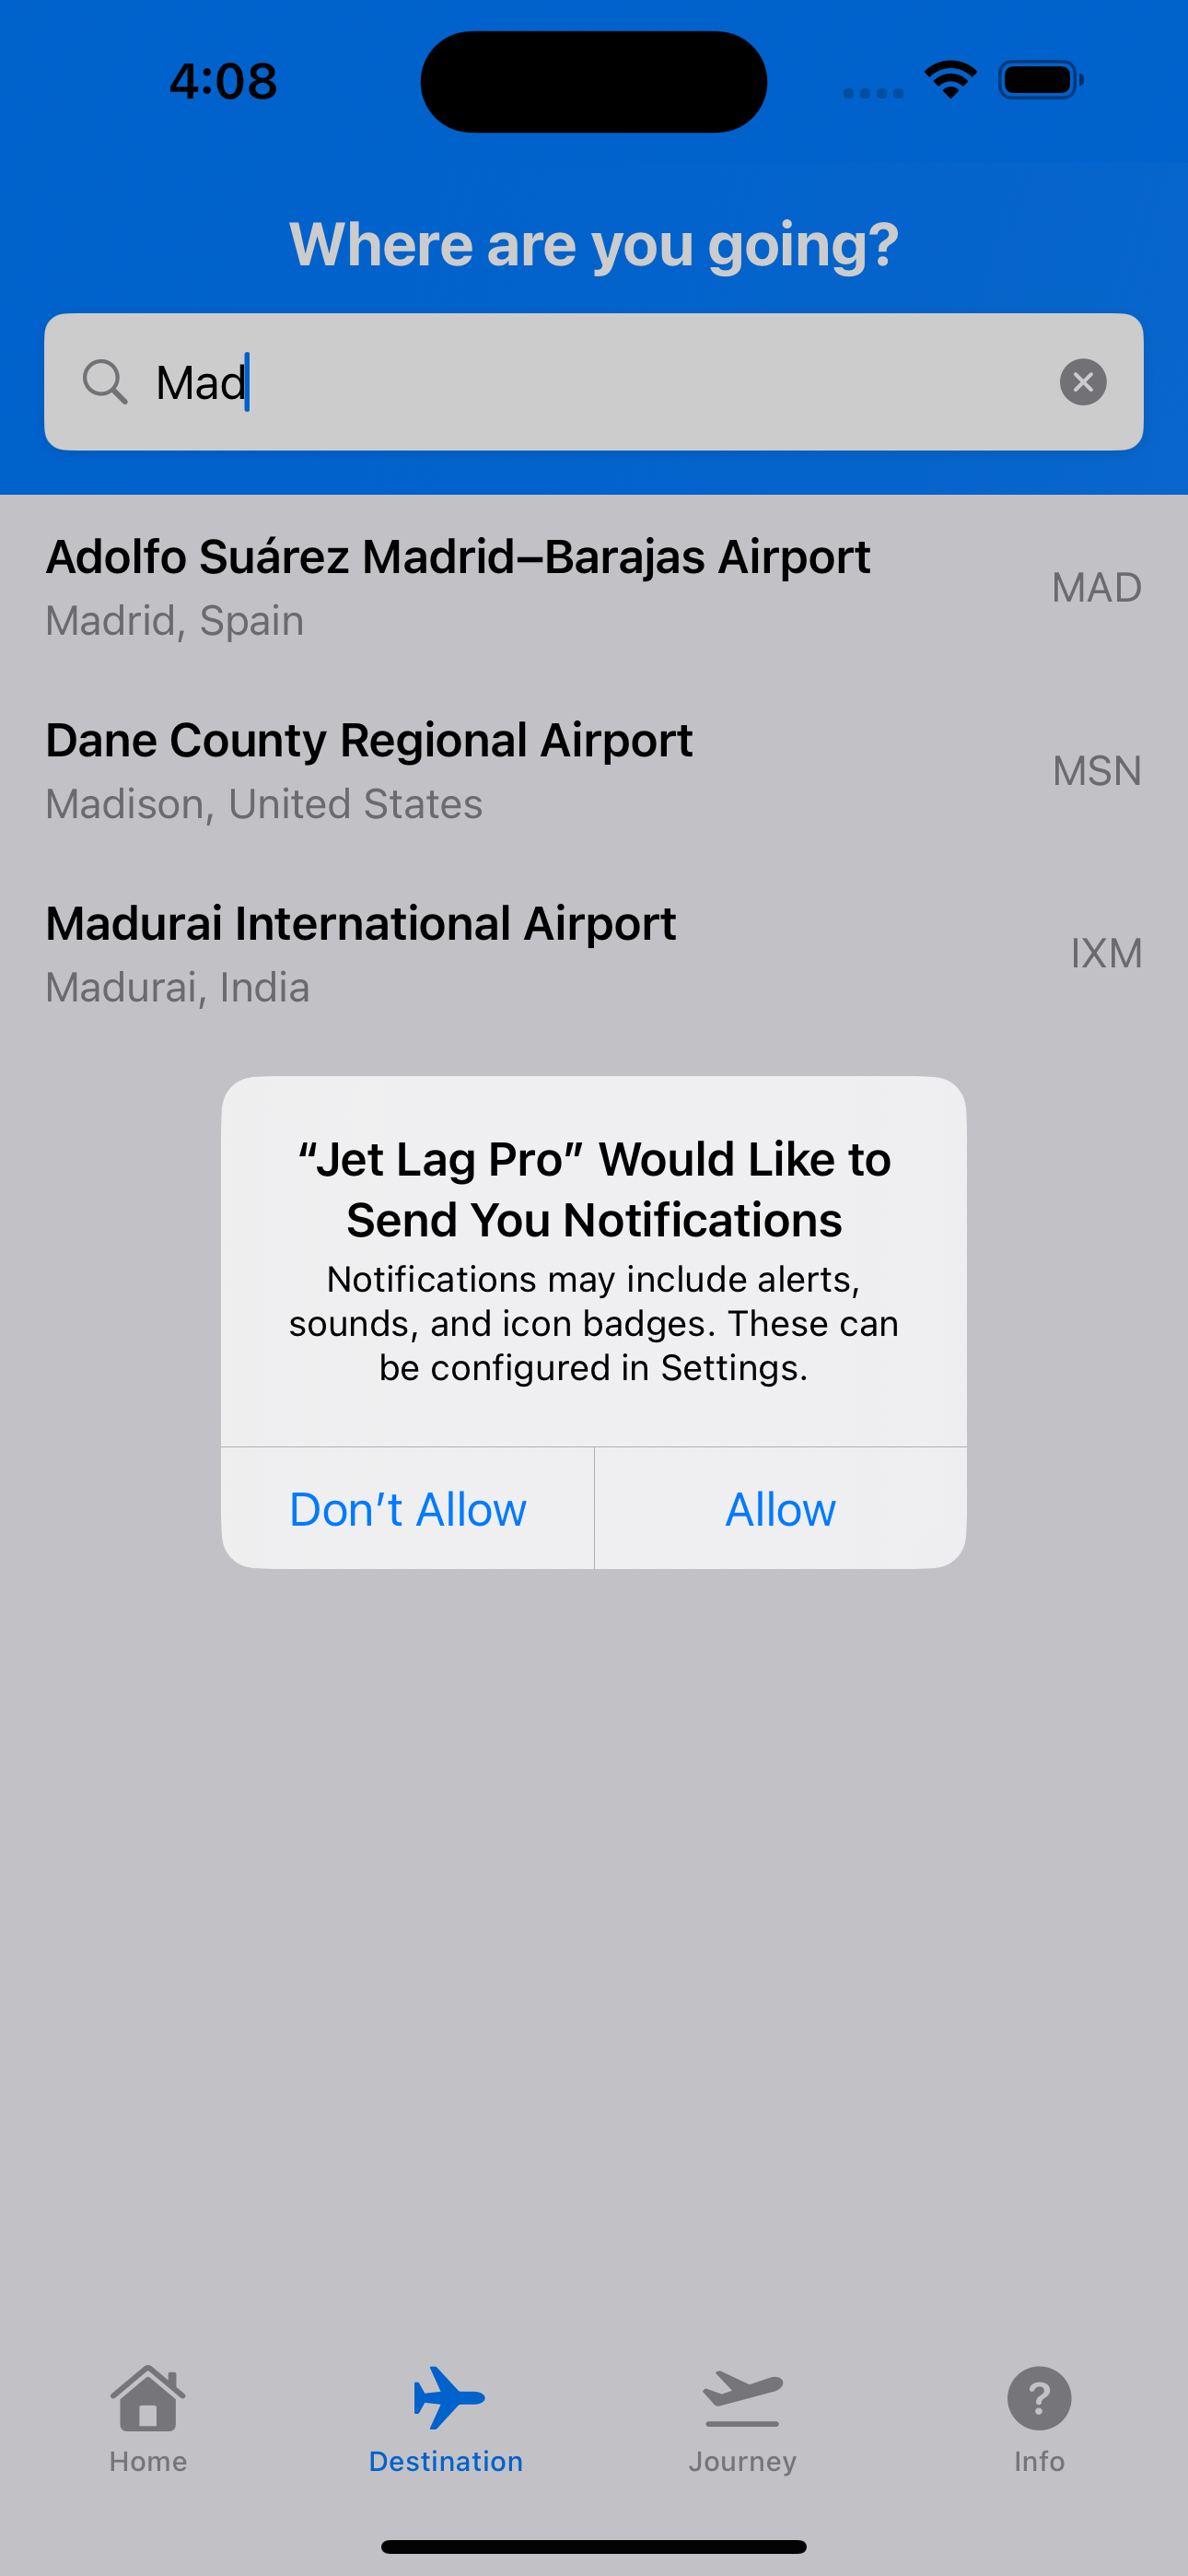 4:08
Where are you going?
Mad
Adolfo Suárez Madrid–Barajas Airport
Madrid, Spain
MAD
Dane County Regional Airport
Madison, United States
MSN
Madurai International Airport
Madurai, India
IXM
“Jet Lag Pro” Would Like to
Send You Notifications
Notifications may include alerts,
sounds, and icon badges. These can
be configured in Settings.
Don’t Allow
Allow
Home
Destination
Journey
Info